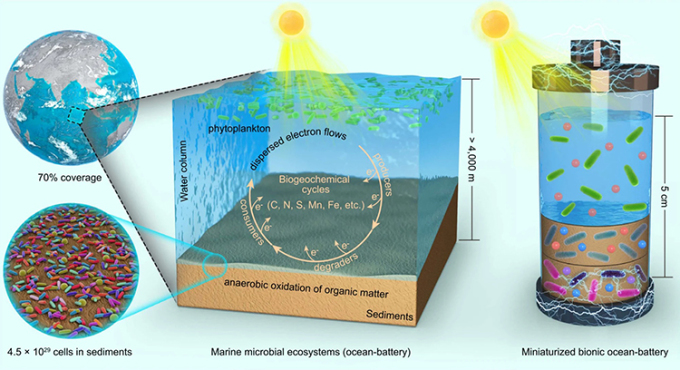 70% coverage
4.5 × 10²⁹ cells in sediments
Water column
phytoplankton
dispersed electron flows
Biogeochemical
cycles
(C, N, S, Mn, Fe, etc.)
producers
e⁻
e⁻
consumers
e⁻
e⁻
e⁻
e⁻
degraders
anaerobic oxidation of organic matter
Sediments
> 4,000 m
Marine microbial ecosystems (ocean-battery)
5 cm
Miniaturized bionic ocean-battery